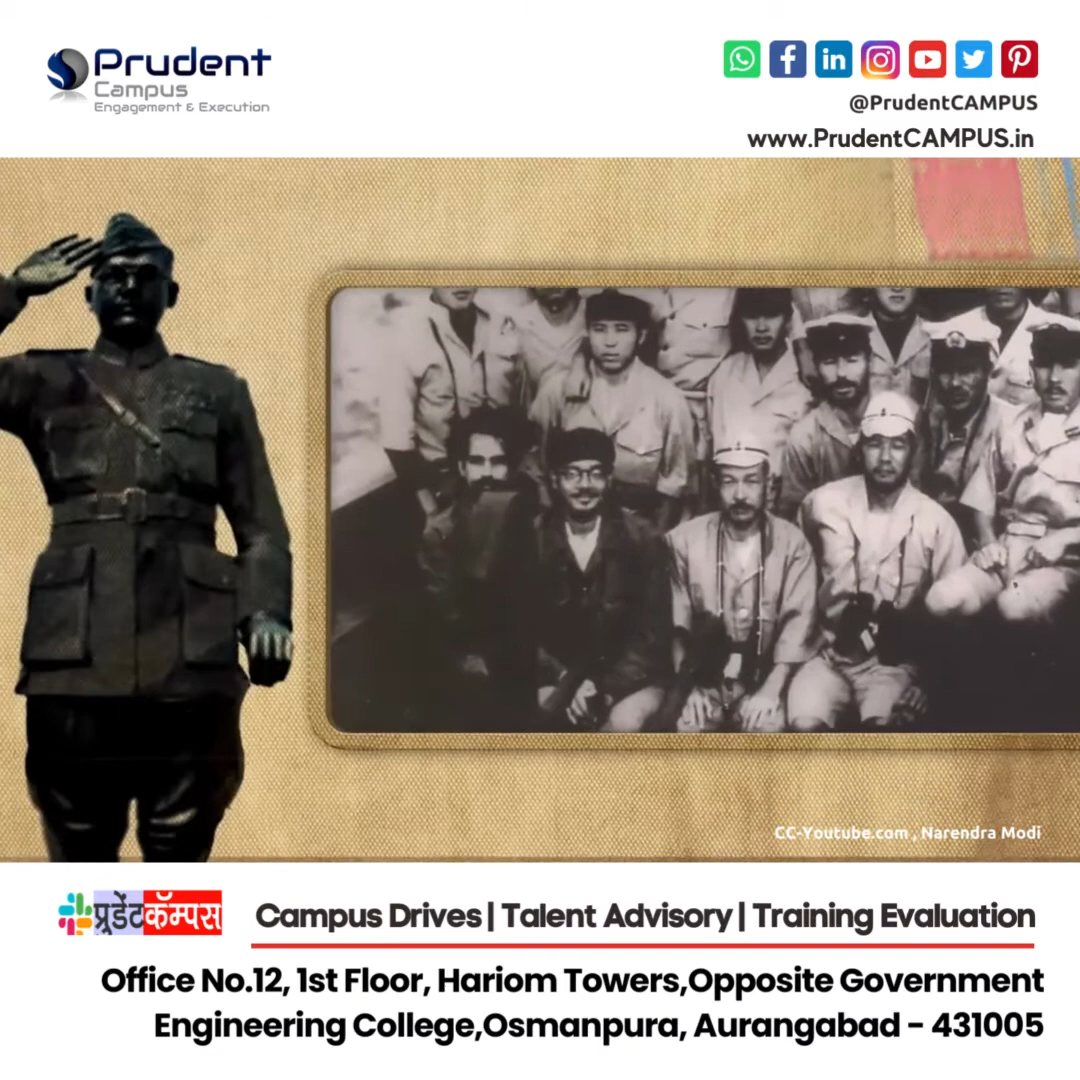 Prudent
Campus
Engagement & Execution
@PrudentCAMPUS
www.PrudentCAMPUS.in
CC-Youtube.com , Narendra Modi
प्रुडेंटकॅम्पस
Campus Drives | Talent Advisory | Training Evaluation
Office No.12, 1st Floor, Hariom Towers,Opposite Government
Engineering College,Osmanpura, Aurangabad - 431005